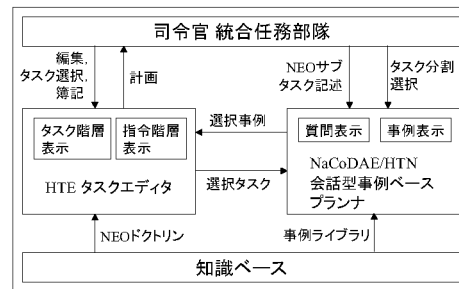 司令官 統合任務部隊
編集,
タスク選択,
簿記
計画
NEOサブ
タスク記述
タスク分割
選択
タスク階層
表示
指令階層
表示
HTE タスクエディタ
選択事例
選択タスク
質問表示
事例表示
NaCoDAE/HTN
会話型事例ベース
プランナ
NEOドクトリン
事例ライブラリ
知識ベース